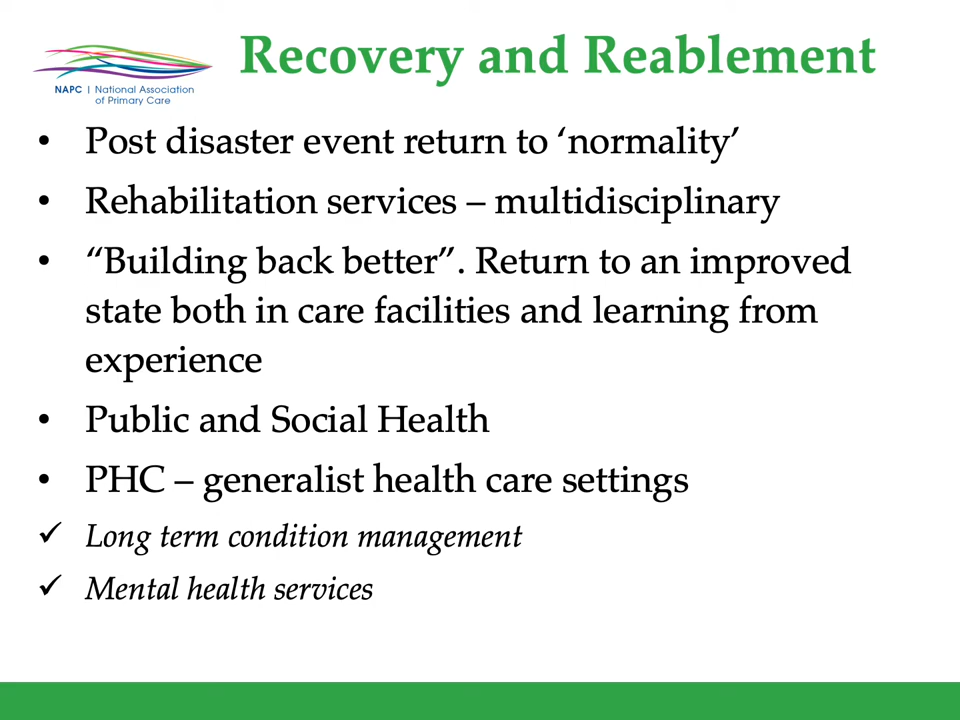 Recovery and Reablement
NAPC | National Association
of Primary Care
• Post disaster event return to ‘normality’
• Rehabilitation services – multidisciplinary
• “Building back better”. Return to an improved
state both in care facilities and learning from
experience
• Public and Social Health
• PHC – generalist health care settings
✓ Long term condition management
✓ Mental health services